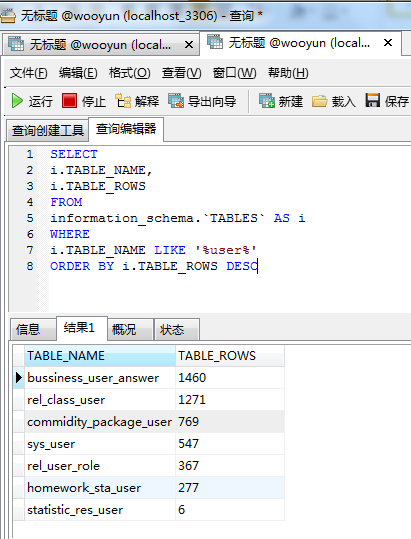 无标题 @wooyun (localhost_3306) - 查询 *
无标题 @wooyun (local... × 无标题 @wooyun (loca... ×
文件(F) 编辑(E) 格式(O) 查看(V) 窗口(W) 帮助(H)
运行 停止 解释 导出向导 新建 载入 保存
查询创建工具 查询编辑器
1 SELECT
2 i.TABLE_NAME,
3 i.TABLE_ROWS
4 FROM
5 information_schema.`TABLES` AS i
6 WHERE
7 i.TABLE_NAME LIKE '%user%'
8 ORDER BY i.TABLE_ROWS DESC
信息 结果1 概况 状态
TABLE_NAME TABLE_ROWS
bussiness_user_answer 1460
rel_class_user 1271
commidity_package_user 769
sys_user 547
rel_user_role 367
homework_sta_user 277
statistic_res_user 6